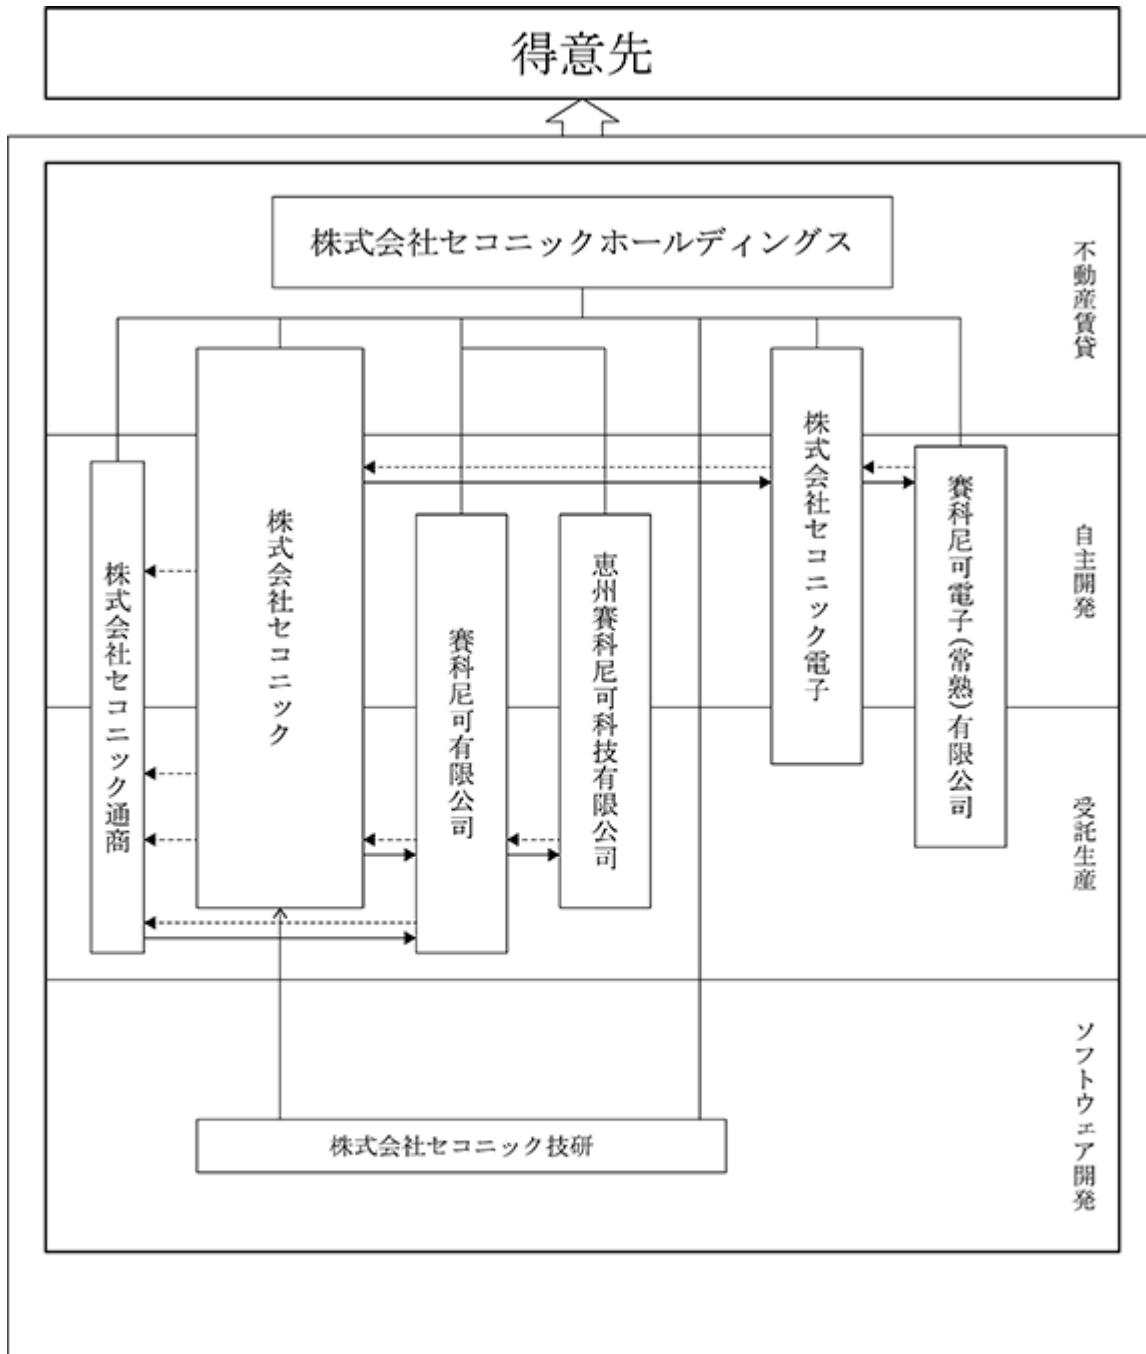 得意先
株式会社セコニックホールディングス
不動産賃貸
株式会社セコニック通商
株式会社セコニック
賽科尼可有限公司
恵州賽科尼可科技有限公司
株式会社セコニック電子
賽科尼可電子(常熟)有限公司
自主開発
受託生産
株式会社セコニック技研
ソフトウェア開発